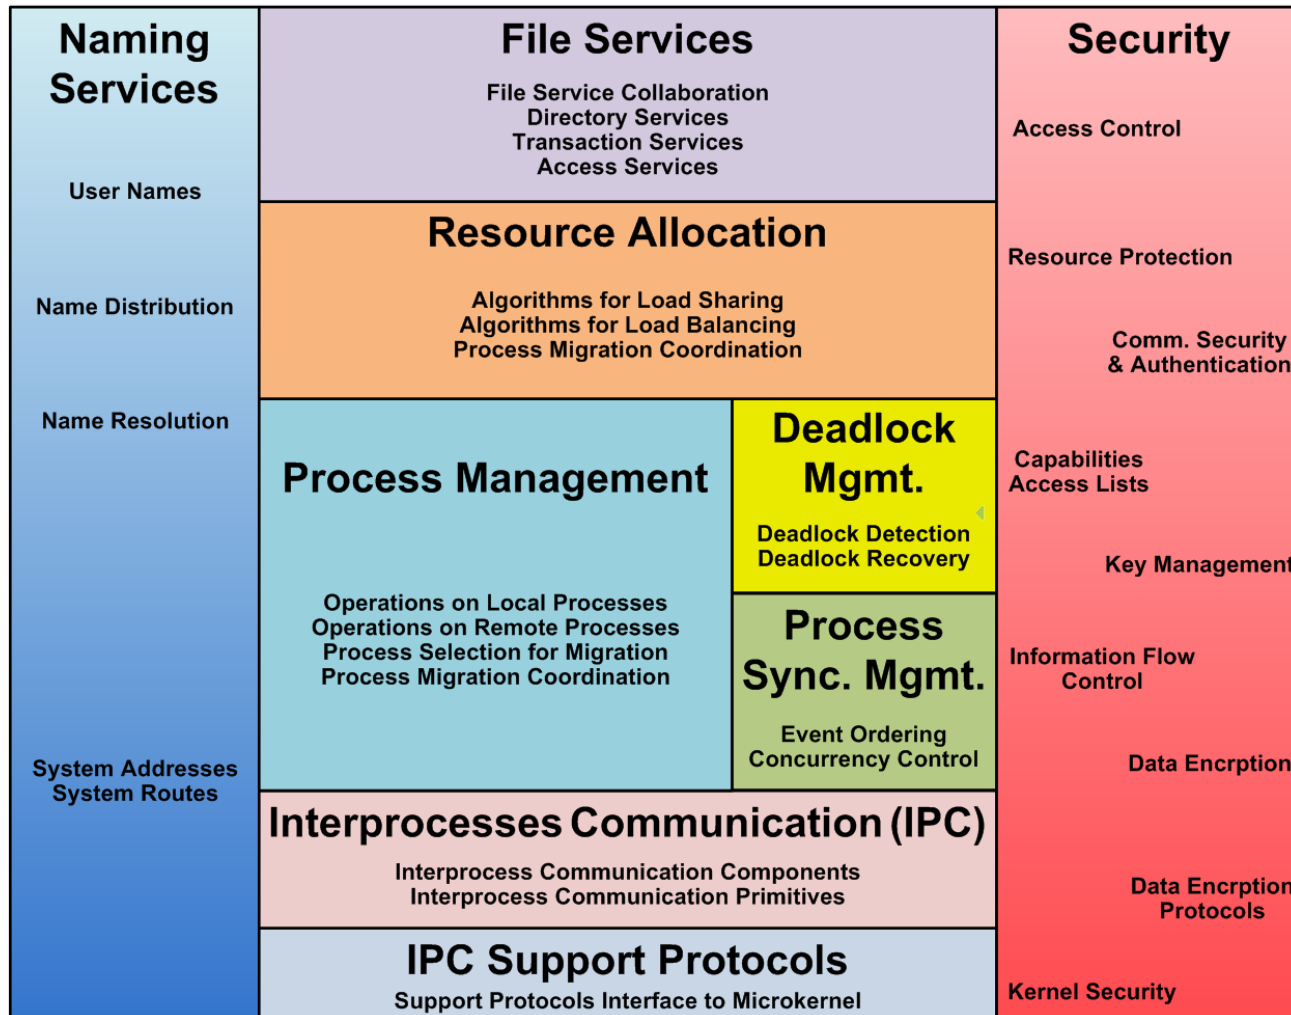 Naming
Services
User Names
Name Distribution
Name Resolution
System Addresses
System Routes
File Services
File Service Collaboration
Directory Services
Transaction Services
Access Services
Resource Allocation
Algorithms for Load Sharing
Algorithms for Load Balancing
Process Migration Coordination
Process Management
Operations on Local Processes
Operations on Remote Processes
Process Selection for Migration
Process Migration Coordination
Deadlock
Mgmt.
Deadlock Detection
Deadlock Recovery
Process
Sync. Mgmt.
Event Ordering
Concurrency Control
Interprocesses Communication (IPC)
Interprocess Communication Components
Interprocess Communication Primitives
IPC Support Protocols
Support Protocols Interface to Microkernel
Security
Access Control
Resource Protection
Comm. Security
& Authentication
Capabilities
Access Lists
Key Management
Information Flow
Control
Data Encrption
Data Encrption
Protocols
Kernel Security